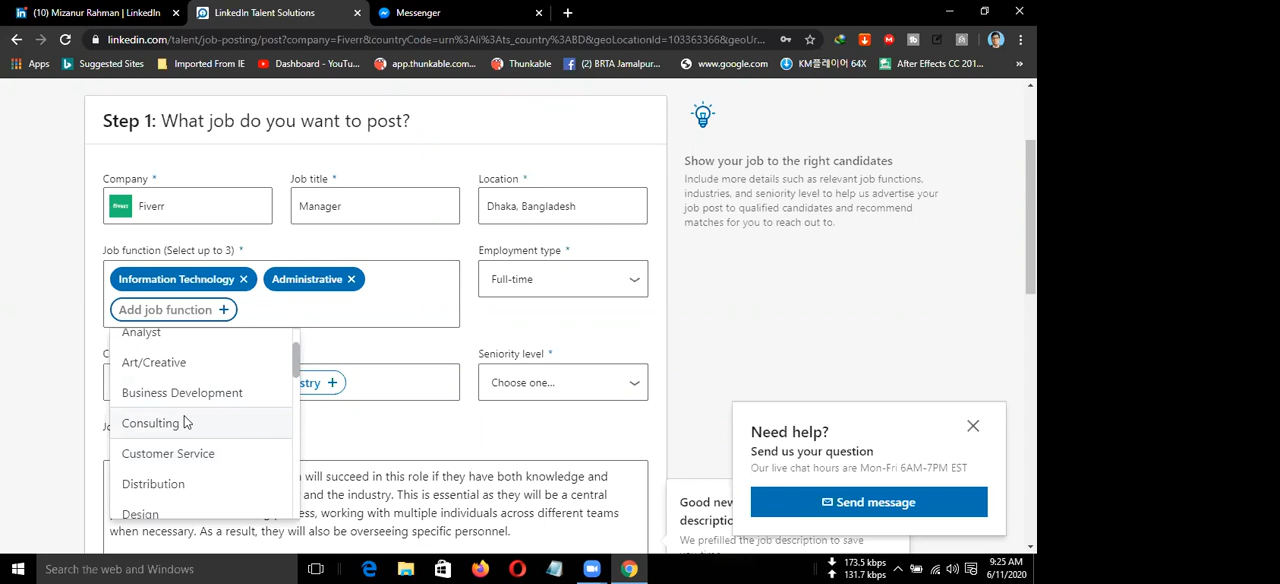 (10) Mizanur Rahman | LinkedIn
LinkedIn Talent Solutions
Messenger
linkedin.com/talent/job-posting/post?company=Fiverr&countryCode=urn%3Ali%3Ats_country%3ABD&geoLocationId=103363366&geoU...
Apps
Suggested Sites
Imported From IE
Dashboard - YouTu...
app.thunkable.com...
Thunkable
(2) BRTA Jamalpur...
www.google.com
KM플레이어 64X
After Effects CC 201...
»
Step 1: What job do you want to post?
Company *
Job title *
Location *
fiverr
Fiverr
Manager
Dhaka, Bangladesh
Job function (Select up to 3) *
Employment type *
Information Technology
Administrative
Full-time
Add job function +
Analyst
Art/Creative
Business Development
Consulting
Customer Service
Distribution
Design
C
stry +
Seniority level *
Choose one...
will succeed in this role if they have both knowledge and
and the industry. This is essential as they will be a central
, working with multiple individuals across different teams
when necessary. As a result, they will also be overseeing specific personnel.
Show your job to the right candidates
Include more details such as relevant job functions,
industries, and seniority level to help us advertise your
job post to qualified candidates and recommend
matches for you to reach out to.
Need help?
Send us your question
Our live chat hours are Mon-Fri 6AM-7PM EST
Send message
Good new
description
We prefilled the job description to save
Search the web and Windows
173.5 kbps
131.7 kbps
9:25 AM
6/11/2020